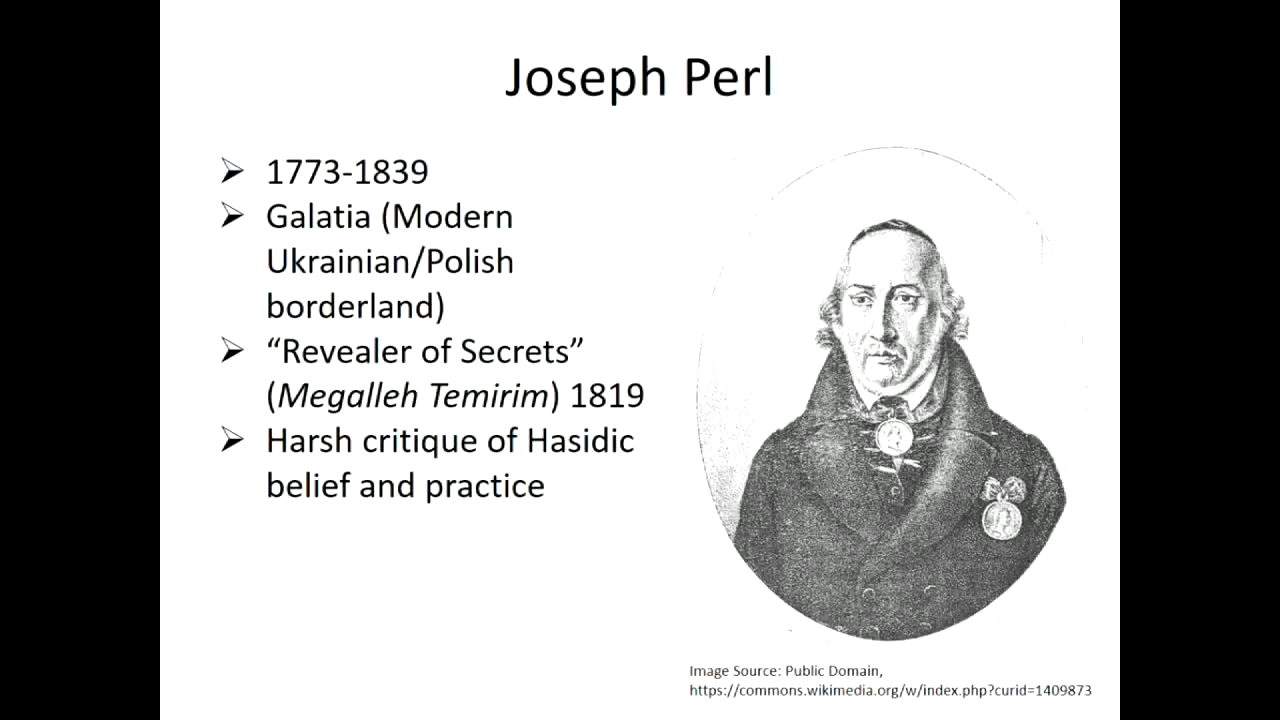 Joseph Perl
➢ 1773-1839
➢ Galatia (Modern
Ukrainian/Polish
borderland)
➢ “Revealer of Secrets”
(Megalleh Temirim) 1819
➢ Harsh critique of Hasidic
belief and practice
Image Source: Public Domain,
https://commons.wikimedia.org/w/index.php?curid=1409873